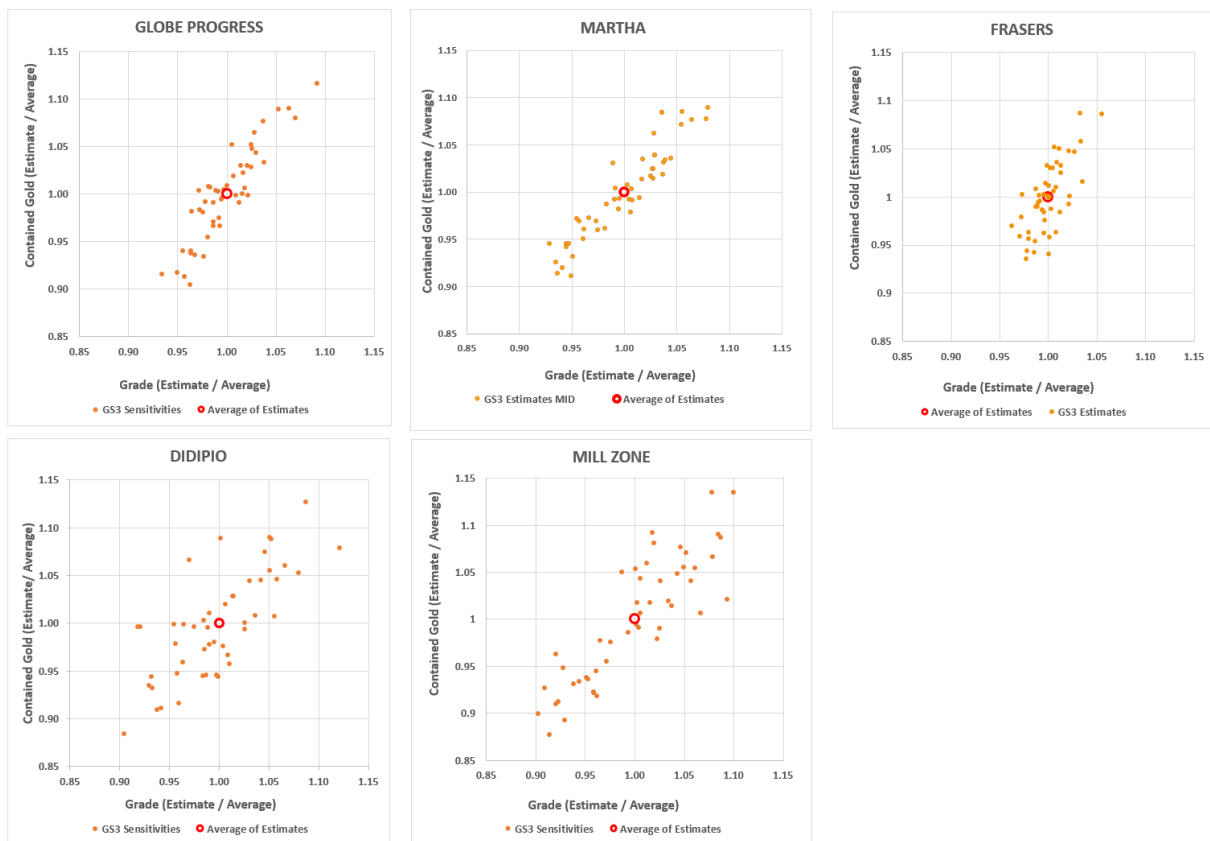 GLOBE PROGRESS
Contained Gold (Estimate / Average)
1.15
1.10
1.05
1.00
0.95
0.90
0.85
0.85 0.90 0.95 1.00 1.05 1.10 1.15
Grade (Estimate / Average)
GS3 Sensitivities Average of Estimates
MARTHA
Contained Gold (Estimate / Average)
1.15
1.10
1.05
1.00
0.95
0.90
0.85
0.85 0.90 0.95 1.00 1.05 1.10 1.15
Grade (Estimate / Average)
GS3 Estimates MID Average of Estimates
FRASERS
Contained Gold (Estimate / Average)
1.15
1.1
1.05
1
0.95
0.9
0.85
0.85 0.90 0.95 1.00 1.05 1.10 1.15
Grade (Estimate / Average)
Average of Estimates GS3 Estimates
DIDIPIO
Contained Gold (Estimate/ Average)
1.15
1.10
1.05
1.00
0.95
0.90
0.85
0.85 0.90 0.95 1.00 1.05 1.10 1.15
Grade (Estimate / Average)
GS3 Sensitivities Average of Estimates
MILL ZONE
Contained Gold (Estimate / Average)
1.15
1.1
1.05
1
0.95
0.9
0.85
0.85 0.90 0.95 1.00 1.05 1.10 1.15
Grade (Estimate / Average)
GS3 Sensitivities Average of Estimates